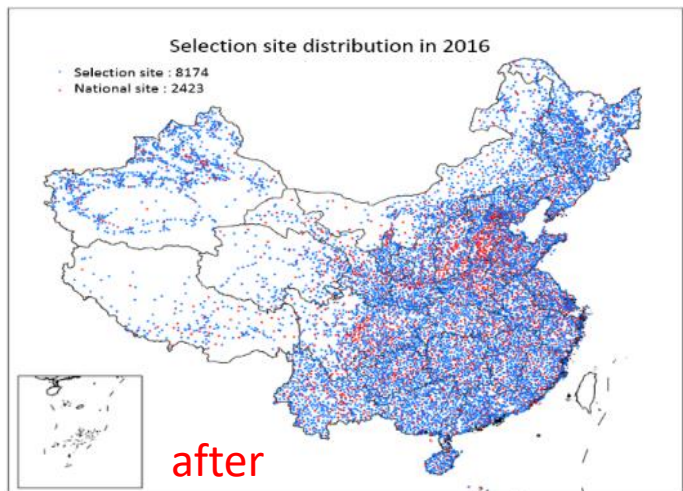 Selection site distribution in 2016
Selection site : 8174
National site : 2423
after